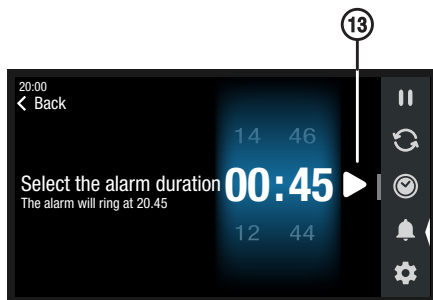 13
20:00
Back
14 46
Select the alarm duration 00:45
The alarm will ring at 20.45
12 44